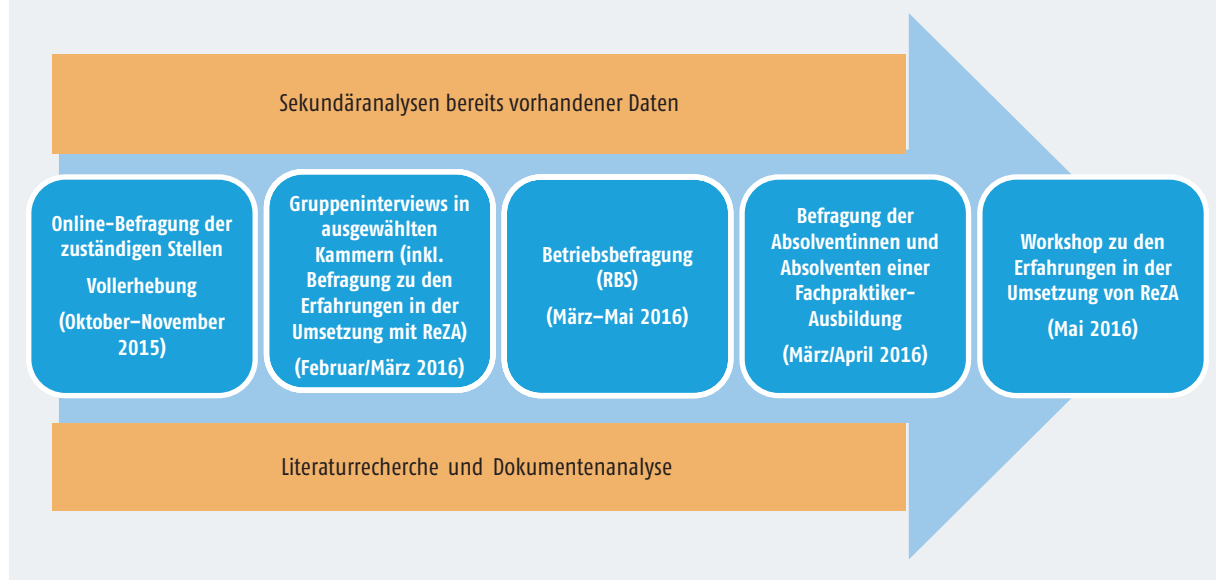 Sekundäranalysen bereits vorhandener Daten
Online-Befragung der
zuständigen Stellen
Vollerhebung
(Oktober–November
2015)
Gruppeninterviews in
ausgewählten
Kammern (inkl.
Befragung zu den
Erfahrungen in der
Umsetzung mit ReZA)
(Februar/März 2016)
Betriebsbefragung
(RBS)
(März–Mai 2016)
Befragung der
Absolventinnen und
Absolventen einer
Fachpraktiker-
Ausbildung
(März/April 2016)
Workshop zu den
Erfahrungen in der
Umsetzung von ReZA
(Mai 2016)
Literaturrecherche und Dokumentenanalyse